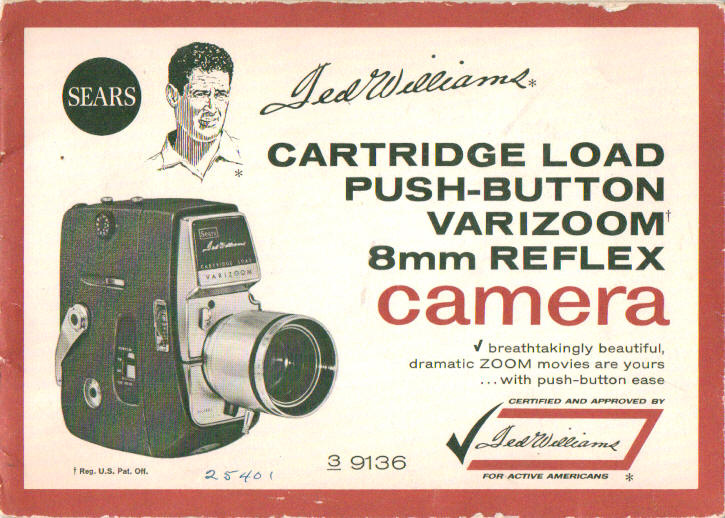 SEARS
Ted Williams*
*
CARTRIDGE LOAD
PUSH-BUTTON
VARIZOOM†
8mm REFLEX
camera
Sears
Ted Williams
CARTRIDGE LOAD
VARIZOOM
✓ breathtakingly beautiful,
dramatic ZOOM movies are yours
...with push-button ease
CERTIFIED AND APPROVED BY
✓ Ted Williams
FOR ACTIVE AMERICANS *
† Reg. U.S. Pat. Off.
25401
3 9136